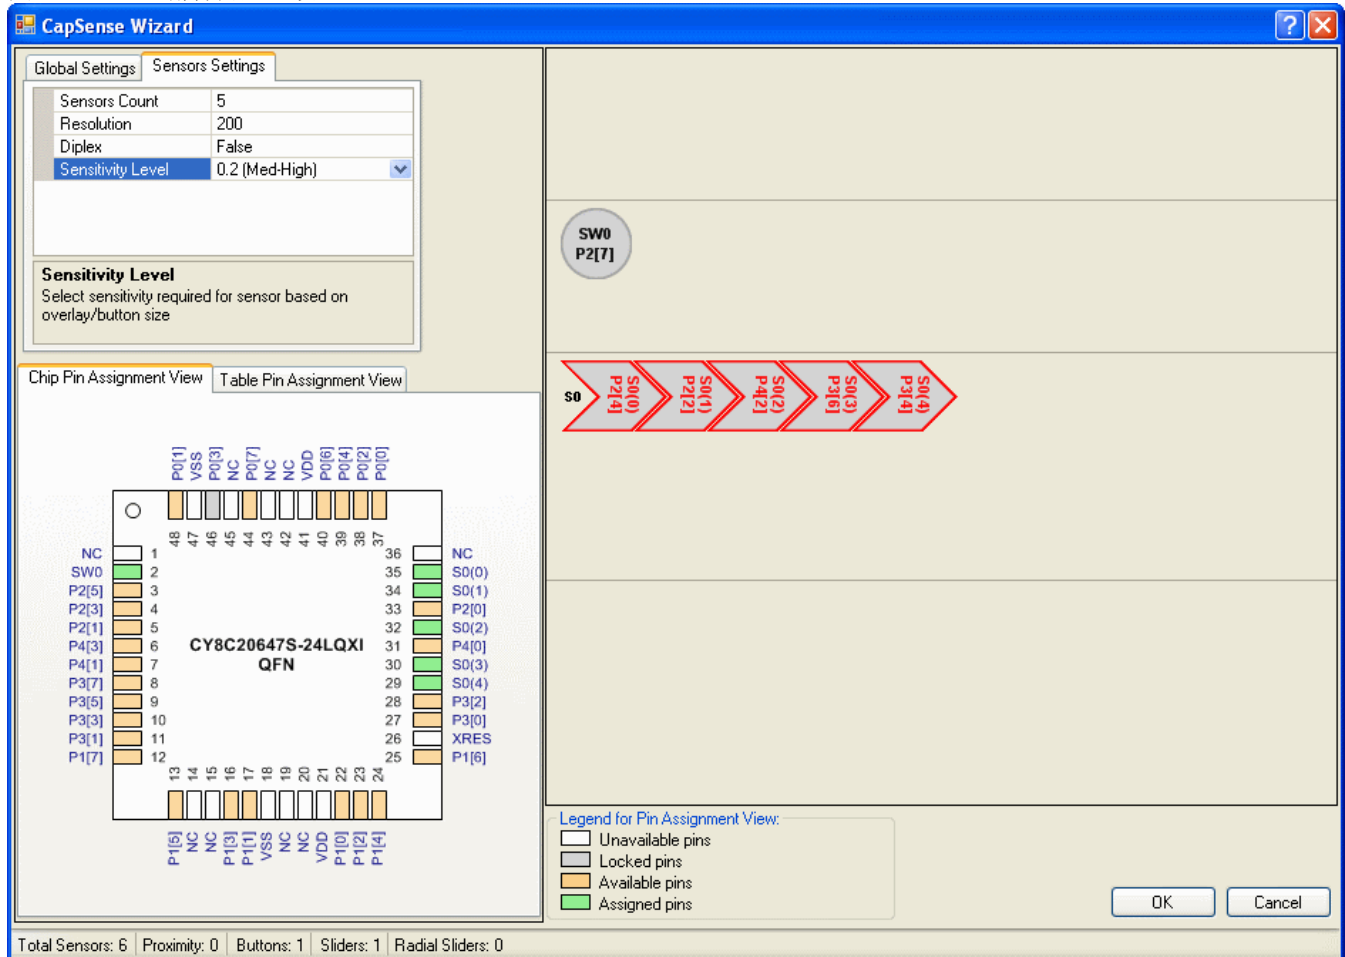 CapSense Wizard
Global Settings Sensors Settings
Sensors Count 5
Resolution 200
Diplex False
Sensitivity Level 0.2 (Med-High)
Sensitivity Level
Select sensitivity required for sensor based on
overlay/button size
Chip Pin Assignment View Table Pin Assignment View
P0[1] VSS P0[3] NC P0[7] NC NC VDD P0[6] P0[4] P0[2] P0[0]
48 47 46 45 44 43 42 41 40 39 38 37
NC 1 36 NC
SW0 2 35 S0(0)
P2[5] 3 34 S0(1)
P2[3] 4 33 P2[0]
P2[1] 5 32 S0(2)
P4[3] 6 CY8C20647S-24LQXI 31 P4[0]
P4[1] 7 QFN 30 S0(3)
P3[7] 8 29 S0(4)
P3[5] 9 28 P3[2]
P3[3] 10 27 P3[0]
P3[1] 11 26 XRES
P1[7] 12 25 P1[6]
13 14 15 16 17 18 19 20 21 22 23 24
P1[5] NC NC P1[3] P1[1] VSS NC NC VDD P1[0] P1[2] P1[4]
SW0
P2[7]
S0
S0(0)
P2[4]
S0(1)
P2[2]
S0(2)
P4[2]
S0(3)
P3[6]
S0(4)
P3[4]
Legend for Pin Assignment View:
Unavailable pins
Locked pins
Available pins
Assigned pins
OK Cancel
Total Sensors: 6 Proximity: 0 Buttons: 1 Sliders: 1 Radial Sliders: 0